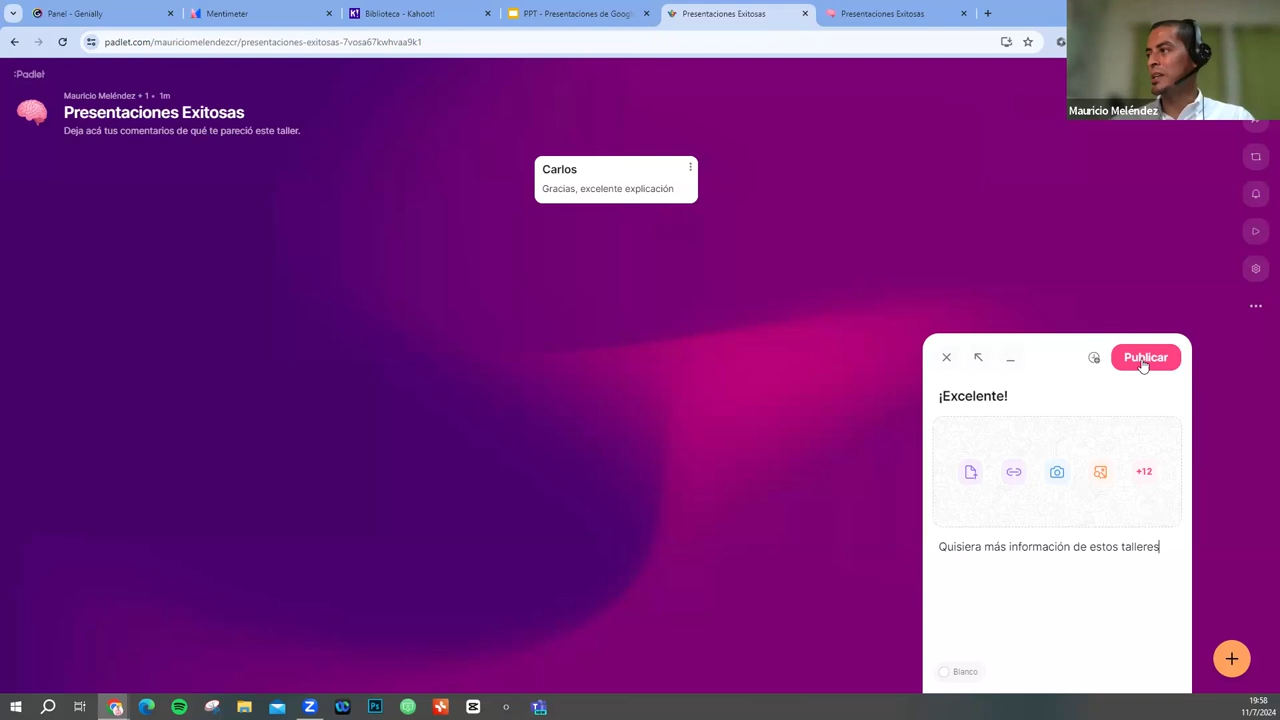 Panel - Genially
Mentimeter
Biblioteca - Kahoot!
PPT - Presentaciones de Google
Presentaciones Exitosas
Presentaciones Exitosas
padlet.com/mauriciomelendezcr/presentaciones-exitosas-7vosa67kwhvaa9k1
Mauricio Meléndez
:Padlet
Mauricio Meléndez + 1 • 1m
Presentaciones Exitosas
Deja acá tus comentarios de qué te pareció este taller.
Carlos
Gracias, excelente explicación
Publicar
¡Excelente!
+12
Quisiera más información de estos talleres
Blanco
19:58
11/7/2024